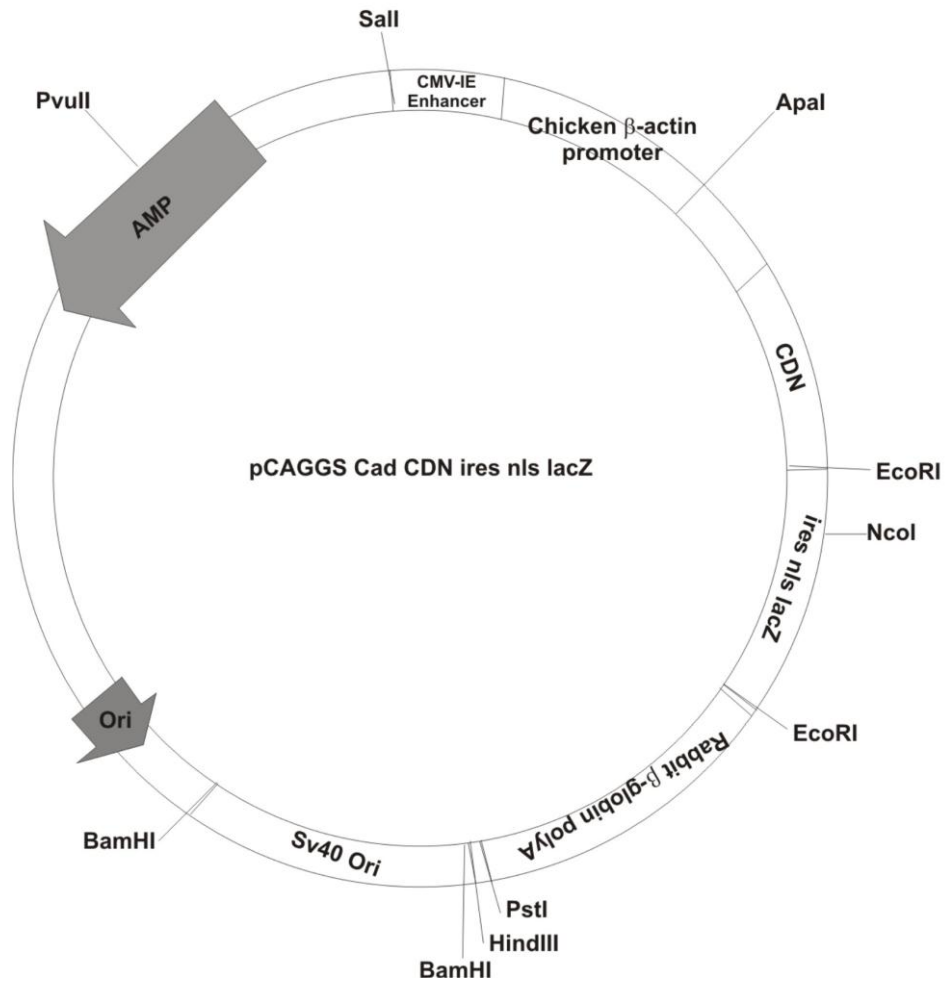 SalI
CMV-IE
Enhancer
PvuII
Chicken β-actin
promoter
ApaI
AMP
CDN
pCAGGS Cad CDN ires nls lacZ
EcoRI
NcoI
ires nls lacZ
Ori
EcoRI
Rabbit β-globin polyA
BamHI
Sv40 Ori
PstI
HindIII
BamHI